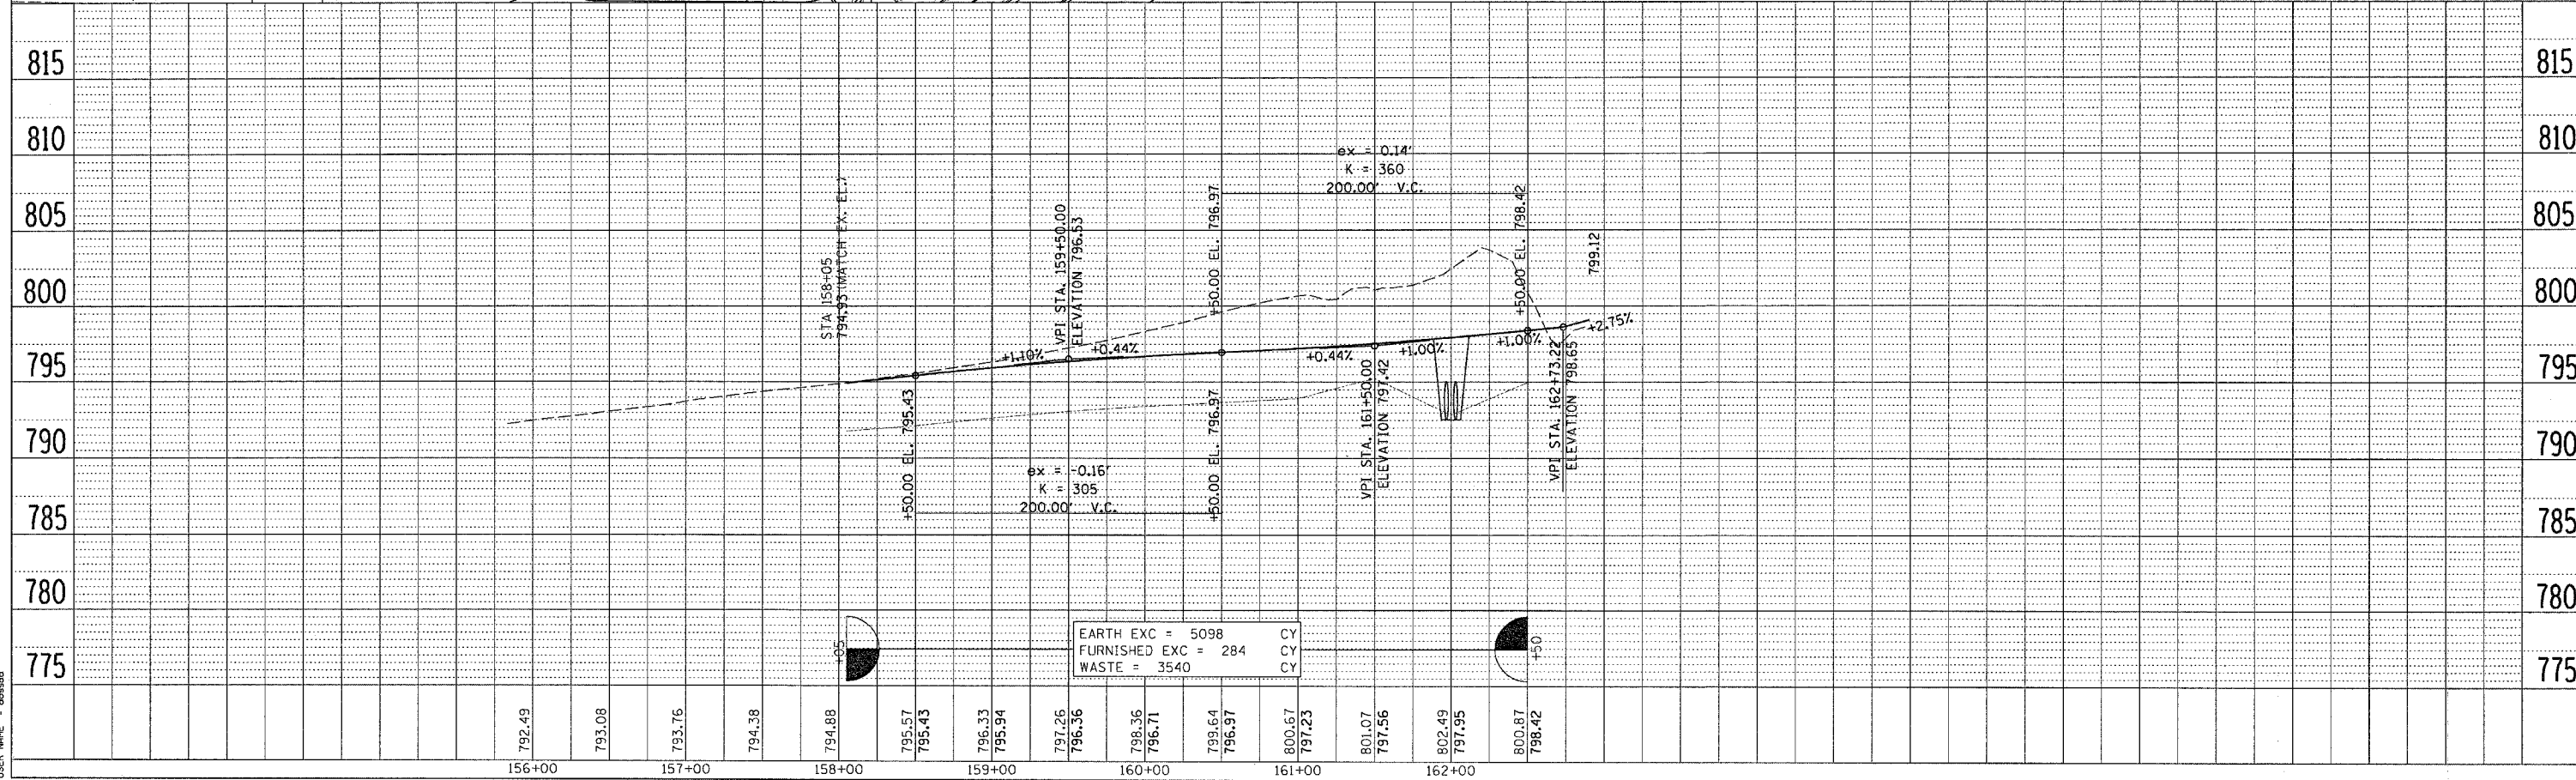 815
815
810
810
805
805
800
800
795
795
790
790
785
785
780
780
775
775
ex = 0.14'
K = 360
200.00' V.C.
STA 158+05
794.93 (MATCH EX. EL.)
VPI STA. 159+50.00
ELEVATION 796.53
+50.00 EL. 796.97
+50.00 EL. 798.42
799.12
+1.10%
+0.44%
+0.44%
+1.00%
+1.00%
+2.75%
+50.00 EL. 795.43
+50.00 EL. 796.97
VPI STA. 161+50.00
ELEVATION 797.42
VPI STA. 162+73.22
ELEVATION 798.65
ex = -0.16'
K = 305
200.00' V.C.
+05
EARTH EXC = 5098 CY
FURNISHED EXC = 284 CY
WASTE = 3540 CY
+50
792.49
793.08
793.76
794.38
794.88
795.57
795.43
796.33
795.94
797.26
796.36
798.36
796.71
799.64
796.97
800.67
797.23
801.07
797.56
802.49
797.95
800.87
798.42
156+00
157+00
158+00
159+00
160+00
161+00
162+00
USER NAME =